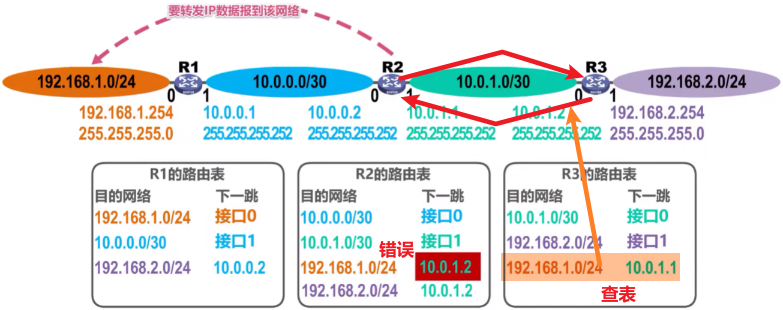 要转发IP数据报到该网络
R1 R2 R3
192.168.1.0/24 10.0.0.0/30 10.0.1.0/30 192.168.2.0/24
0 1 0 1 0 1
192.168.1.254 10.0.0.1 10.0.0.2 10.0.1.1 10.0.1.2 192.168.2.254
255.255.255.0 255.255.255.252 255.255.255.252 255.255.255.252 255.255.255.252 255.255.255.0
R1的路由表
目的网络 下一跳
192.168.1.0/24 接口0
10.0.0.0/30 接口1
192.168.2.0/24 10.0.0.2
R2的路由表
目的网络 下一跳
10.0.0.0/30 接口0
10.0.1.0/30 接口1
错误
192.168.1.0/24 10.0.1.2
192.168.2.0/24 10.0.1.2
R3的路由表
目的网络 下一跳
10.0.1.0/30 接口0
192.168.2.0/24 接口1
192.168.1.0/24 10.0.1.1
查表